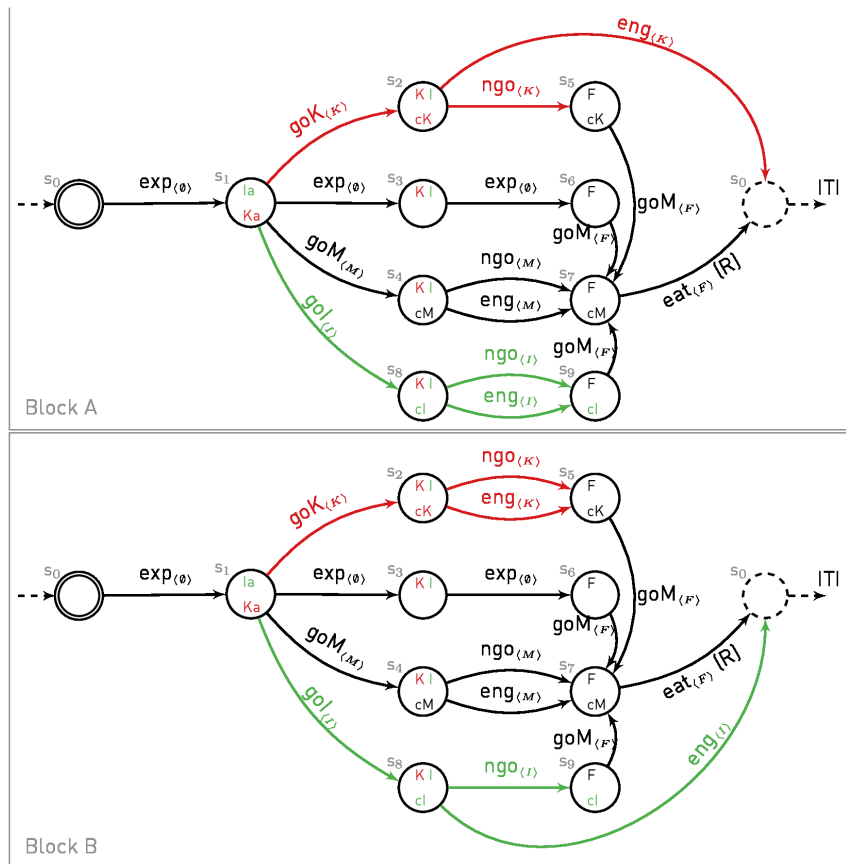 eng⟨K⟩
s2 K I cK
ngo⟨K⟩
s5 F cK
goK⟨K⟩
s0
exp⟨∅⟩
s1 Ia Ka
exp⟨∅⟩
s3 K I
exp⟨∅⟩
s6 F
goM⟨F⟩
s0
ITI
goM⟨F⟩
goM⟨M⟩
s4 K I cM
ngo⟨M⟩
eng⟨M⟩
s7 F cM
eat⟨F⟩ (R)
goI⟨I⟩
goM⟨F⟩
s8 K I cI
ngo⟨I⟩
eng⟨I⟩
s9 F cI
Block A
s2 K I cK
ngo⟨K⟩
eng⟨K⟩
s5 F cK
goK⟨K⟩
s0
exp⟨∅⟩
s1 Ia Ka
exp⟨∅⟩
s3 K I
exp⟨∅⟩
s6 F
goM⟨F⟩
s0
ITI
goM⟨F⟩
goM⟨M⟩
s4 K I cM
ngo⟨M⟩
eng⟨M⟩
s7 F cM
eat⟨F⟩ (R)
goI⟨I⟩
goM⟨F⟩
eng⟨I⟩
s8 K I cI
ngo⟨I⟩
s9 F cI
Block B